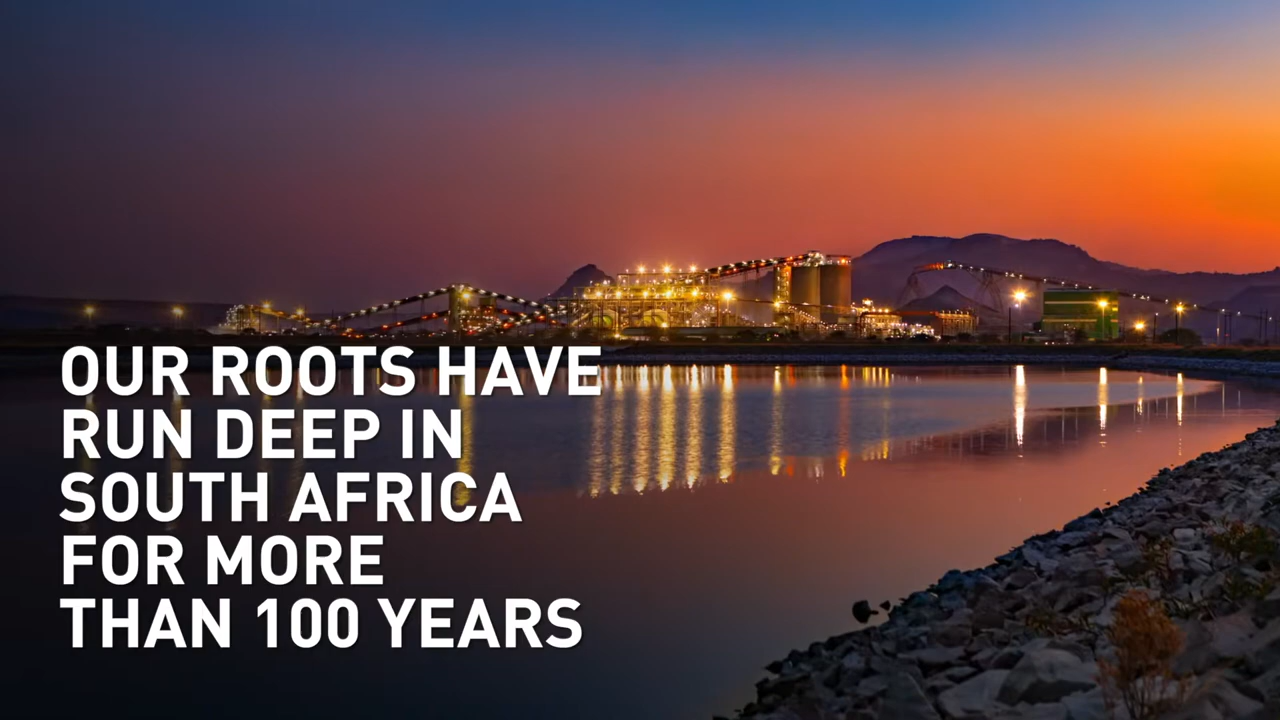 OUR ROOTS HAVE
RUN DEEP IN
SOUTH AFRICA
FOR MORE
THAN 100 YEARS